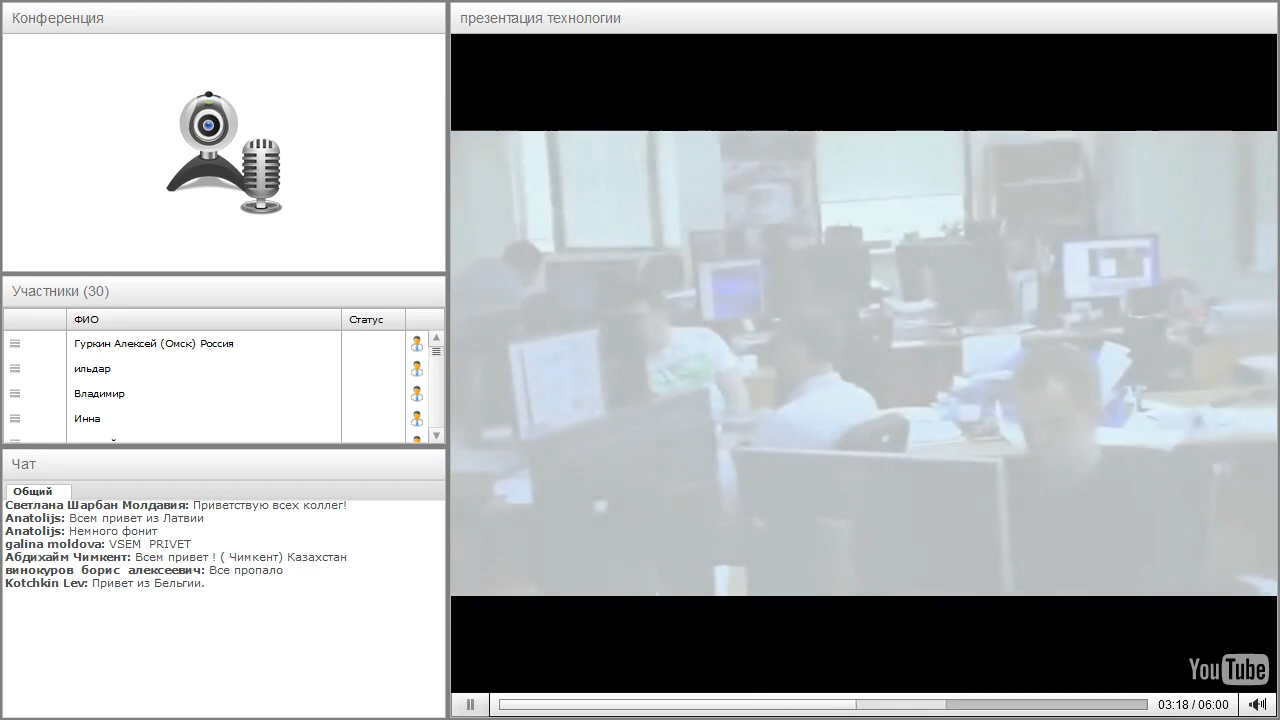 Конференция
презентация технологии
Участники (30)
ФИО
Статус
Гуркин Алексей (Омск) Россия
ильдар
Владимир
Инна
Чат
Общий
Светлана Шарбан Молдавия: Приветствую всех коллег!
Anatolijs: Всем привет из Латвии
Anatolijs: Немного фонит
galina moldova: VSEM PRIVET
Абдихайм Чимкент: Всем привет ! ( Чимкент) Казахстан
винокуров борис алексеевич: Все пропало
Kotchkin Lev: Привет из Бельгии.
YouTube
03:18 / 06:00